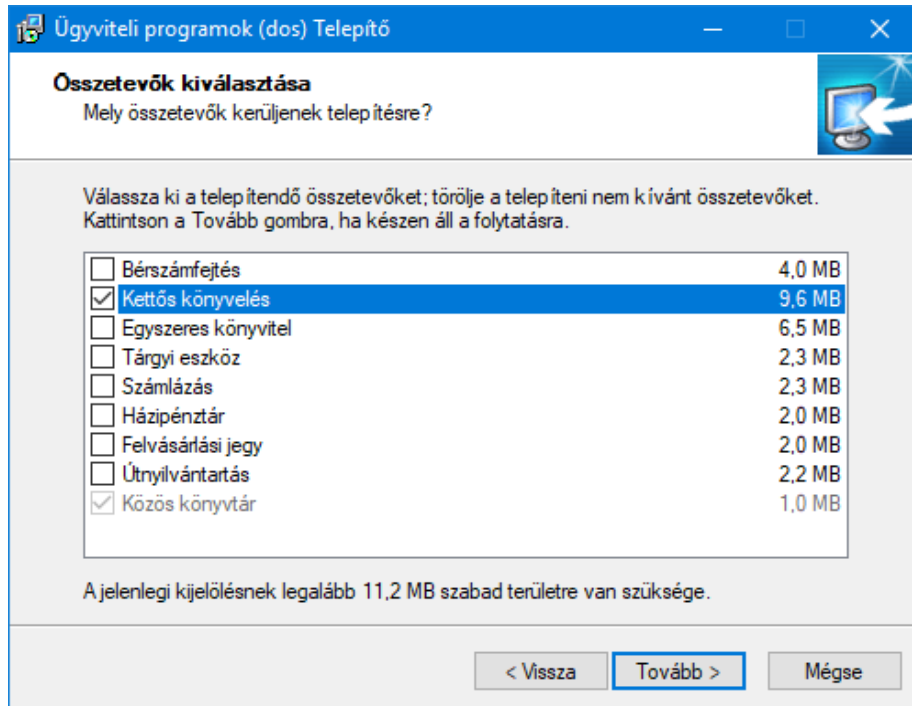 Ügyviteli programok (dos) Telepítő
Összetevők kiválasztása
Mely összetevők kerüljenek telepítésre?
Válassza ki a telepítendő összetevőket; törölje a telepíteni nem kívánt összetevőket.
Kattintson a Tovább gombra, ha készen áll a folytatásra.
Bérszámfejtés 4,0 MB
Kettős könyvelés 9,6 MB
Egyszeres könyvitel 6,5 MB
Tárgyi eszköz 2,3 MB
Számlázás 2,3 MB
Házipénztár 2,0 MB
Felvásárlási jegy 2,0 MB
Útnyilvántartás 2,2 MB
Közös könyvtár 1,0 MB
A jelenlegi kijelölésnek legalább 11,2 MB szabad területre van szüksége.
< Vissza Tovább > Mégse